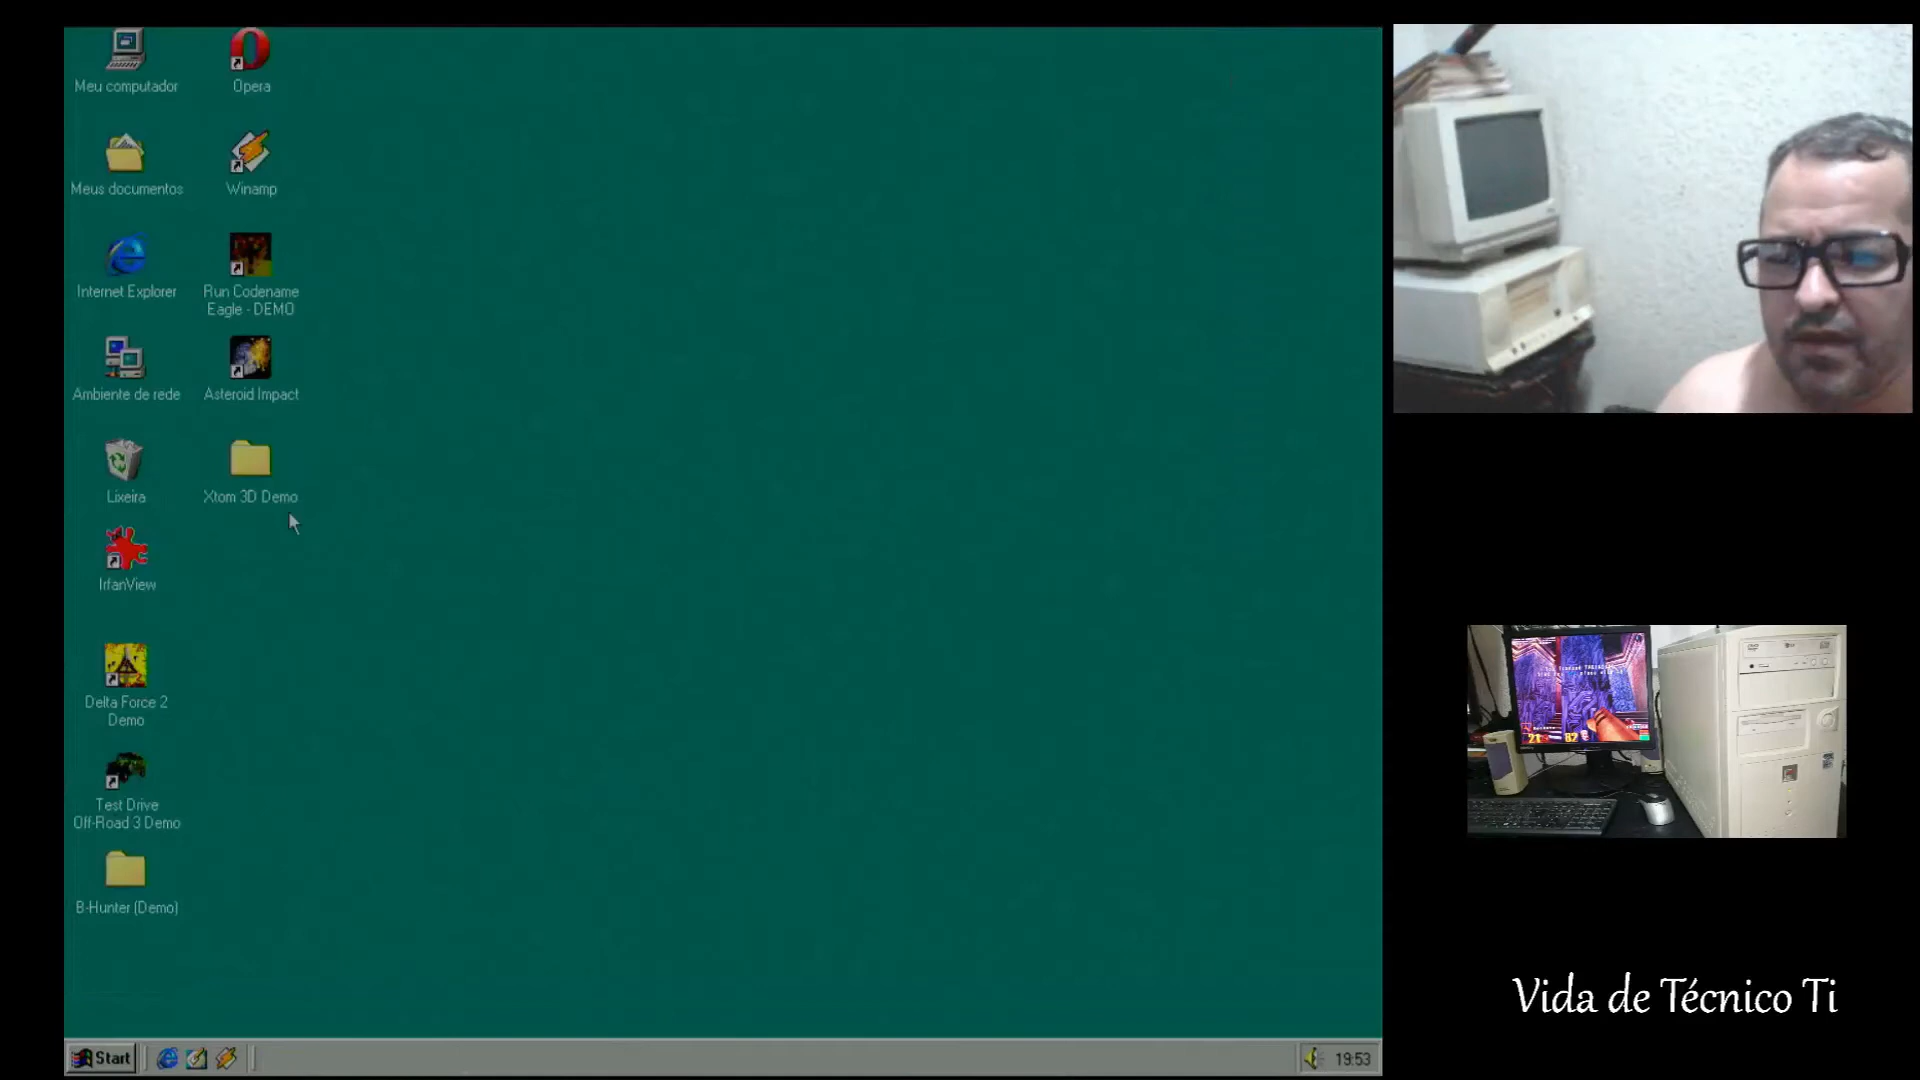 Meu computador
Opera
Meus documentos
Winamp
Internet Explorer
Run Codename
Eagle - DEMO
Ambiente de rede
Asteroid Impact
Lixeira
Xtom 3D Demo
IrfanView
Delta Force 2
Demo
Test Drive
Off-Road 3 Demo
B-Hunter (Demo)
Start
19:53
21
82
Vida de Técnico Ti